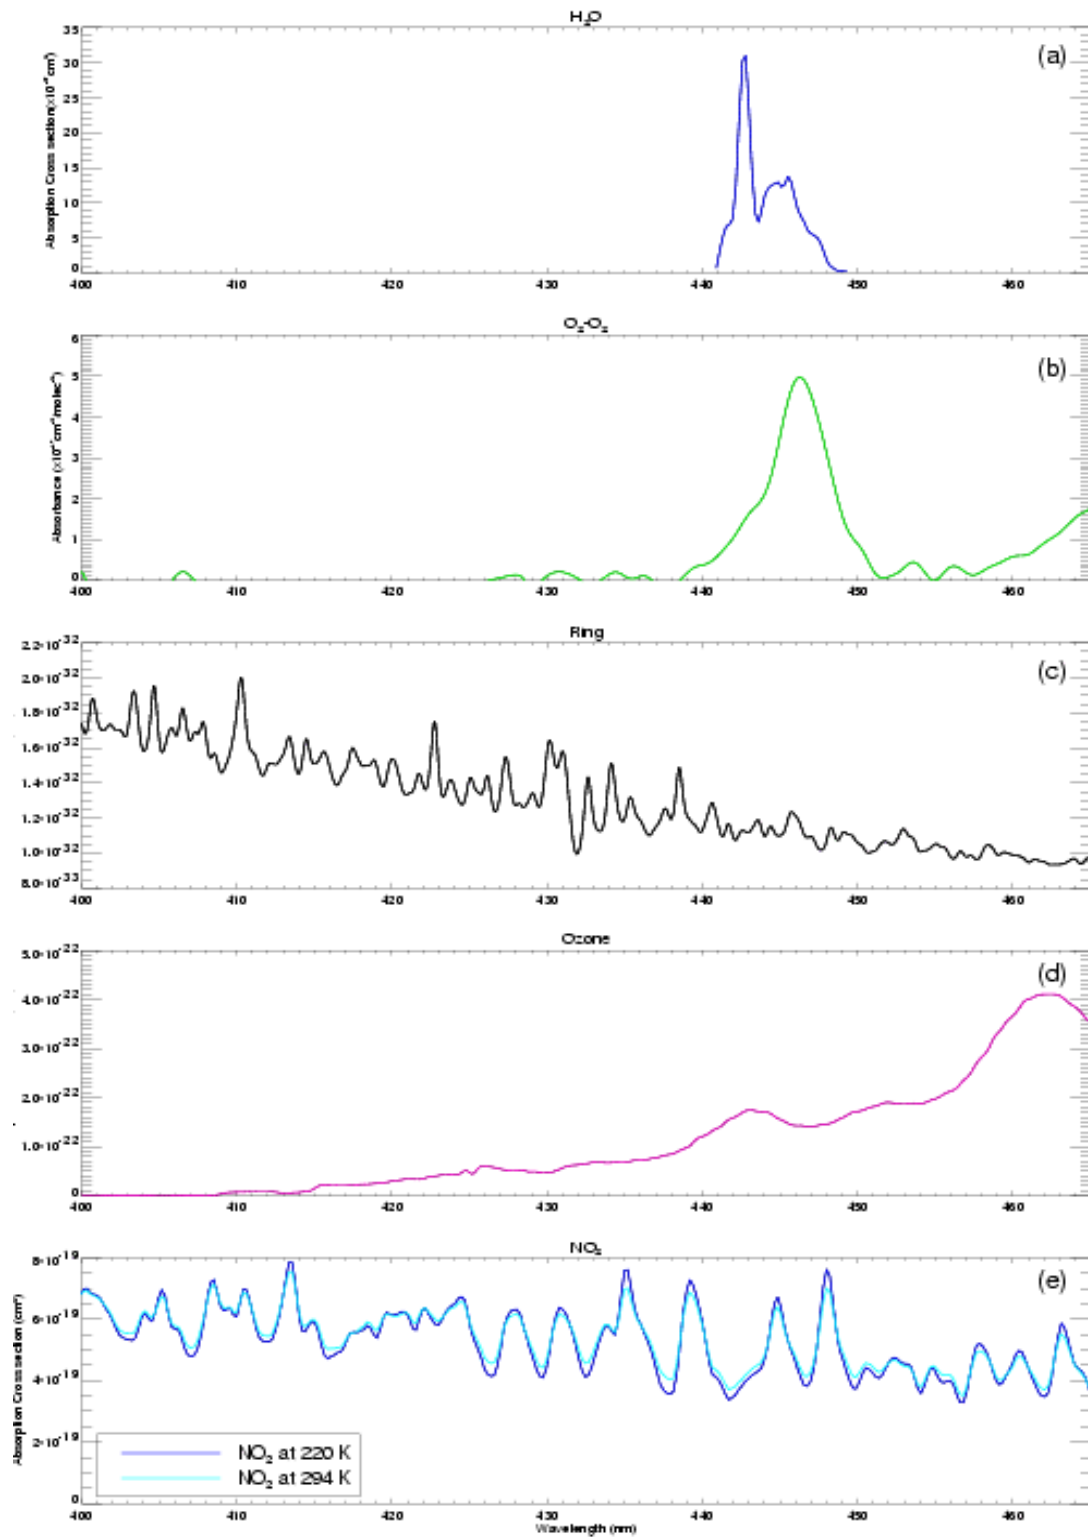 H₂O
(a)
35
30
25
20
15
10
5
0
400 410 420 430 440 450 460
O₂-O₂
(b)
6
5
4
3
2
1
0
400 410 420 430 440 450 460
Ring
(c)
2.2•10⁻³²
2.0•10⁻³²
1.8•10⁻³²
1.6•10⁻³²
1.4•10⁻³²
1.2•10⁻³²
1.0•10⁻³²
8.0•10⁻³³
400 410 420 430 440 450 460
Ozone
(d)
5.0•10⁻²²
4.0•10⁻²²
3.0•10⁻²²
2.0•10⁻²²
1.0•10⁻²²
0
400 410 420 430 440 450 460
NO₂
(e)
8•10⁻¹⁹
6•10⁻¹⁹
4•10⁻¹⁹
2•10⁻¹⁹
0
Absorption Cross section (cm²)
NO₂ at 220 K
NO₂ at 294 K
400 410 420 430 440 450 460
Wavelength (nm)